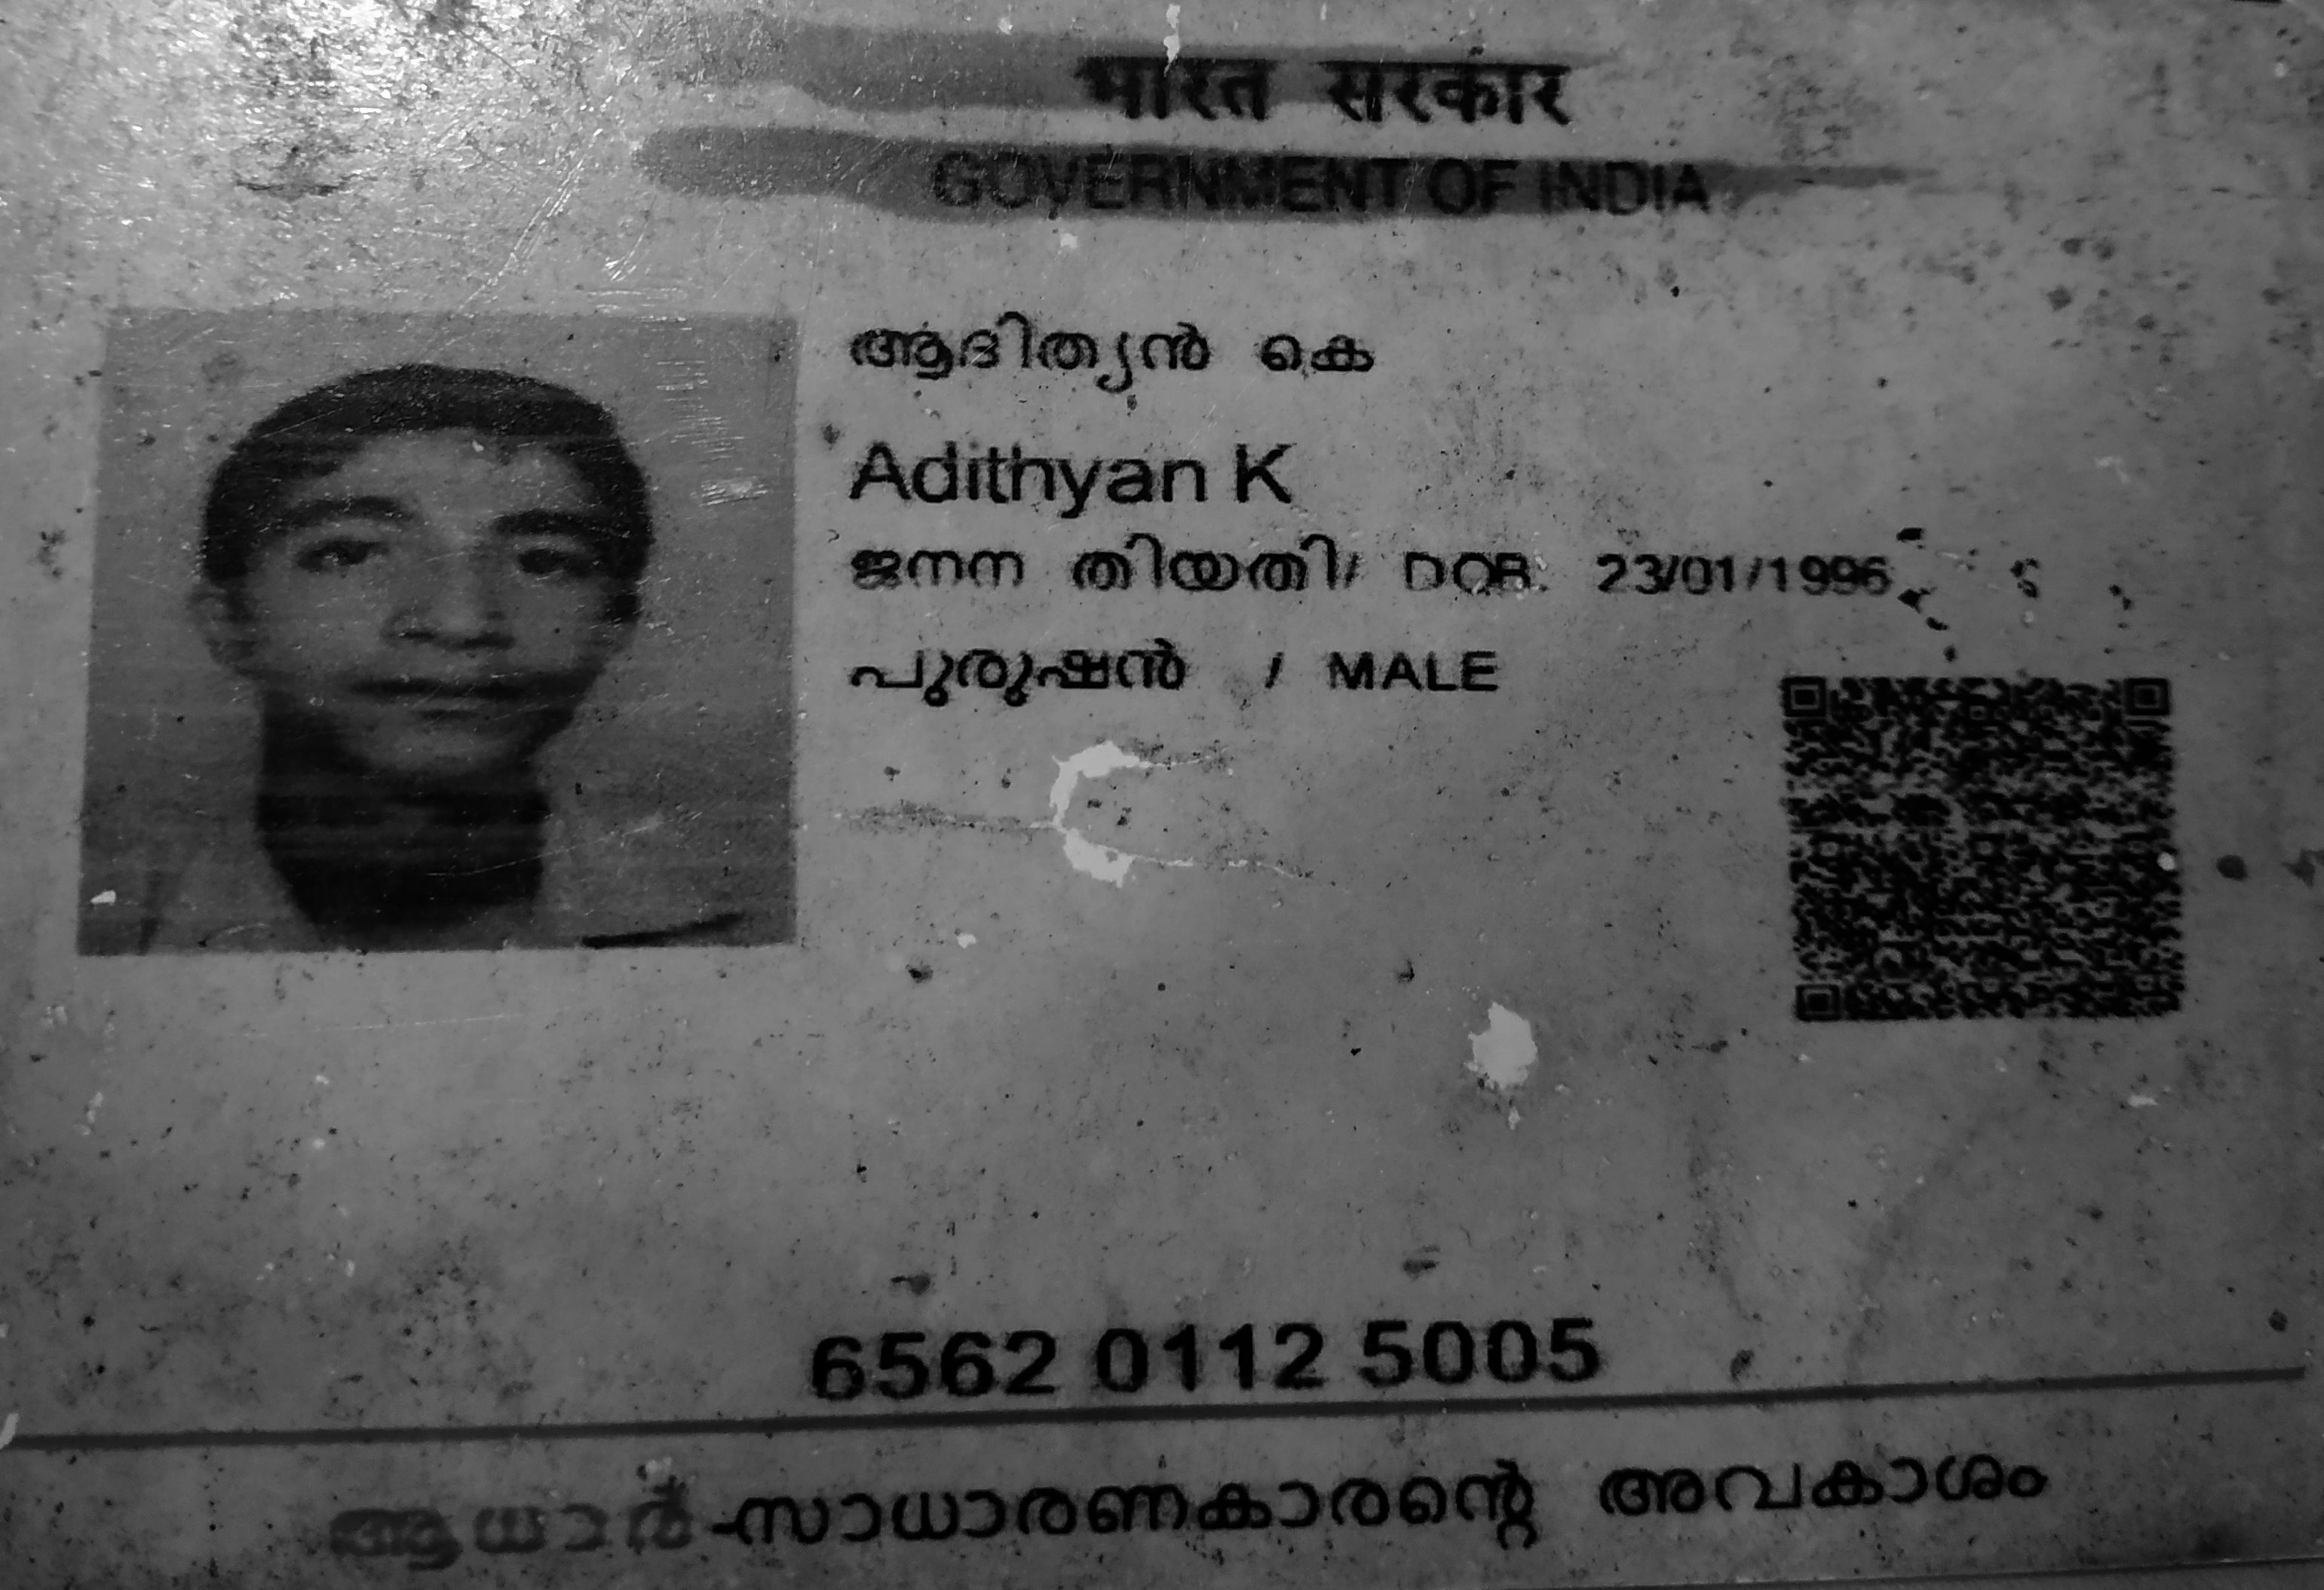 भारत सरकार
GOVERNMENT OF INDIA
ആദിത്യൻ കെ
Adithyan K
ജനന തിയതി/ DOB: 23/01/1996
പുരുഷൻ / MALE
6562 0112 5005
ആധാർ-സാധാരണകാരന്റെ അവകാശം